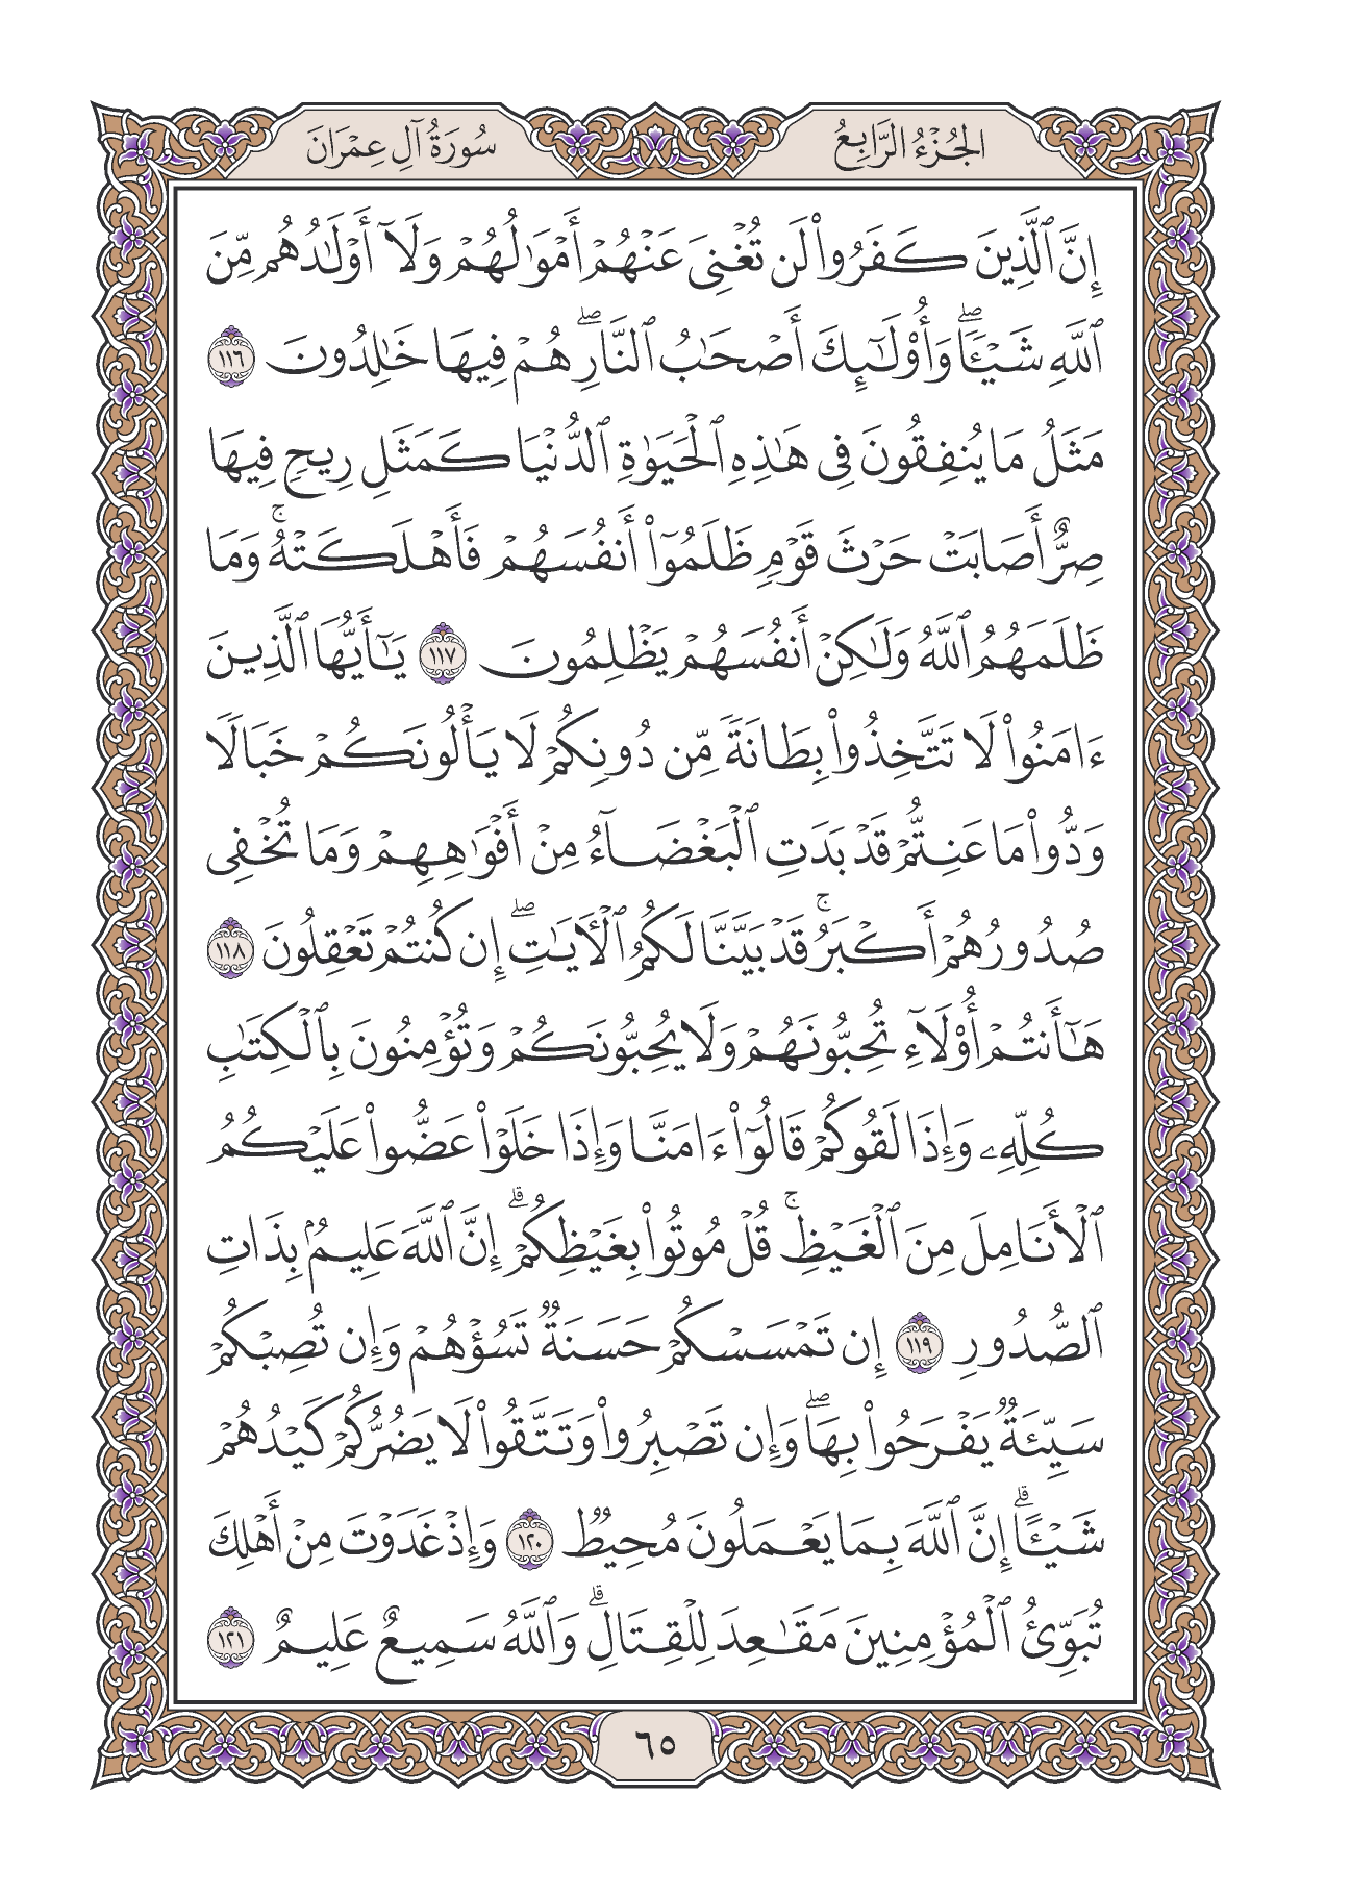 الجُزْءُ الرَّابِعُ
سُورَةُ آلِ عِمْرَانَ
إِنَّ ٱلَّذِينَ كَفَرُوا۟ لَن تُغْنِىَ عَنْهُمْ أَمْوَٰلُهُمْ وَلَآ أَوْلَٰدُهُم مِّنَ
ٱللَّهِ شَيْـًٔا ۖ وَأُو۟لَٰٓئِكَ أَصْحَٰبُ ٱلنَّارِ ۖ هُمْ فِيهَا خَٰلِدُونَ ١١٦
مَثَلُ مَا يُنفِقُونَ فِى هَٰذِهِ ٱلْحَيَوٰةِ ٱلدُّنْيَا كَمَثَلِ رِيحٍ فِيهَا
صِرٌّ أَصَابَتْ حَرْثَ قَوْمٍ ظَلَمُوٓا۟ أَنفُسَهُمْ فَأَهْلَكَتْهُ ۚ وَمَا
ظَلَمَهُمُ ٱللَّهُ وَلَٰكِنْ أَنفُسَهُمْ يَظْلِمُونَ ١١٧ يَٰٓأَيُّهَا ٱلَّذِينَ
ءَامَنُوا۟ لَا تَتَّخِذُوا۟ بِطَانَةً مِّن دُونِكُمْ لَا يَأْلُونَكُمْ خَبَالًا
وَدُّوا۟ مَا عَنِتُّمْ قَدْ بَدَتِ ٱلْبَغْضَآءُ مِنْ أَفْوَٰهِهِمْ وَمَا تُخْفِى
صُدُورُهُمْ أَكْبَرُ ۚ قَدْ بَيَّنَّا لَكُمُ ٱلْـَٔايَٰتِ ۖ إِن كُنتُمْ تَعْقِلُونَ ١١٨
هَٰٓأَنتُمْ أُو۟لَآءِ تُحِبُّونَهُمْ وَلَا يُحِبُّونَكُمْ وَتُؤْمِنُونَ بِٱلْكِتَٰبِ
كُلِّهِۦ وَإِذَا لَقُوكُمْ قَالُوٓا۟ ءَامَنَّا وَإِذَا خَلَوْا۟ عَضُّوا۟ عَلَيْكُمُ
ٱلْأَنَامِلَ مِنَ ٱلْغَيْظِ ۚ قُلْ مُوتُوا۟ بِغَيْظِكُمْ ۗ إِنَّ ٱللَّهَ عَلِيمٌۢ بِذَاتِ
ٱلصُّدُورِ ١١٩ إِن تَمْسَسْكُمْ حَسَنَةٌ تَسُؤْهُمْ وَإِن تُصِبْكُمْ
سَيِّئَةٌ يَفْرَحُوا۟ بِهَا ۖ وَإِن تَصْبِرُوا۟ وَتَتَّقُوا۟ لَا يَضُرُّكُمْ كَيْدُهُمْ
شَيْـًٔا ۗ إِنَّ ٱللَّهَ بِمَا يَعْمَلُونَ مُحِيطٌ ١٢٠ وَإِذْ غَدَوْتَ مِنْ أَهْلِكَ
تُبَوِّئُ ٱلْمُؤْمِنِينَ مَقَٰعِدَ لِلْقِتَالِ ۗ وَٱللَّهُ سَمِيعٌ عَلِيمٌ ١٢١
٦٥